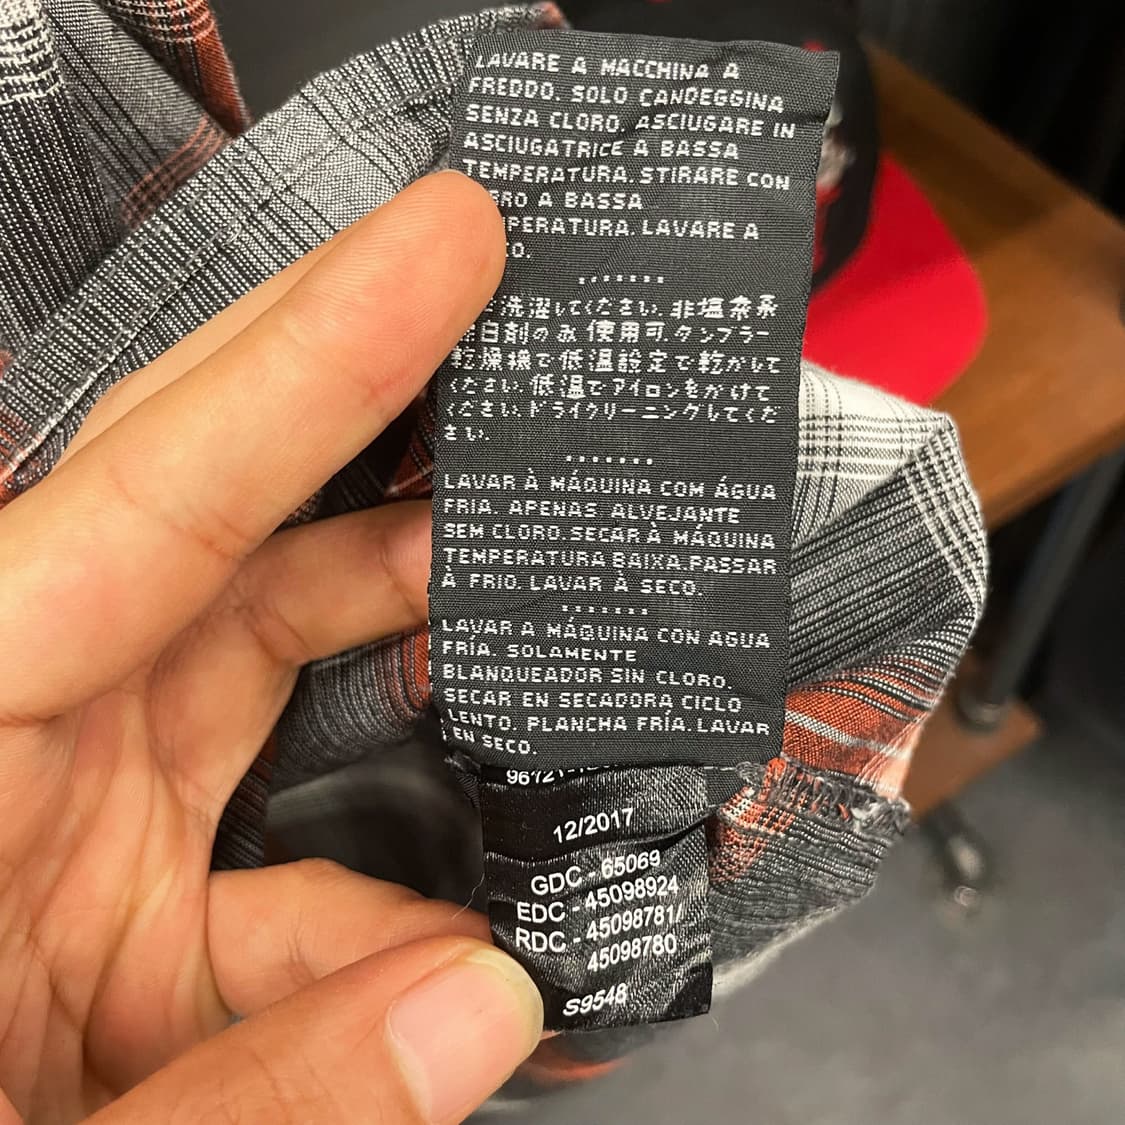 LAVARE A MACCHINA A
FREDDO. SOLO CANDEGGINA
SENZA CLORO. ASCIUGARE IN
ASCIUGATRICE A BASSA
TEMPERATURA. STIRARE CON
A BASSA
LAVARE A
.......
洗濯してください. 非塩素系
剤のみ 使用可. タンブラー
乾燥機で低温設定で乾かして
ください. 低温でアイロンをかけて
ください. ドライクリーニングしてくだ
さい.
.......
LAVAR À MÁQUINA COM ÁGUA
FRIA. APENAS ALVEJANTE
SEM CLORO. SECAR À MÁQUINA
TEMPERATURA BAIXA. PASSAR
À FRIO. LAVAR À SECO.
.......
LAVAR A MÁQUINA CON AGUA
FRÍA. SOLAMENTE
BLANQUEADOR SIN CLORO.
SECAR EN SECADORA CICLO
LENTO. PLANCHA FRÍA. LAVAR
EN SECO.
12/2017
GDC - 65069
EDC - 45098924
RDC - 45098781/
45098780
S9548